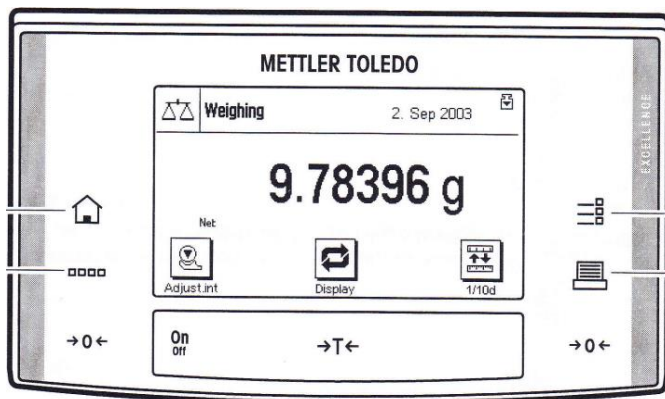 METTLER TOLEDO
Weighing 2. Sep 2003
EXCELLENCE
9.78396 g
Net
Adjust.int Display 1/10d
→0← On Off →T← →0←